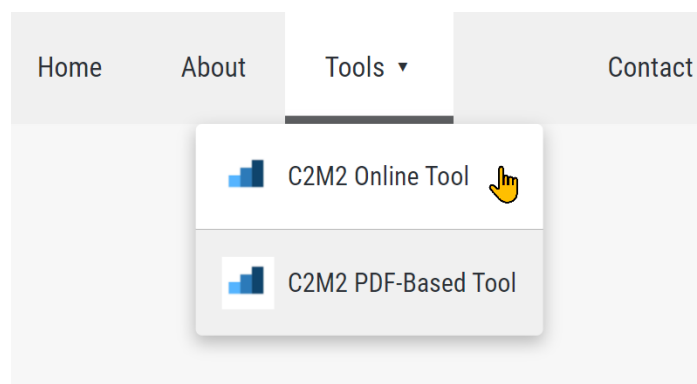 Home About Tools ▼ Contact
C2M2 Online Tool
C2M2 PDF-Based Tool